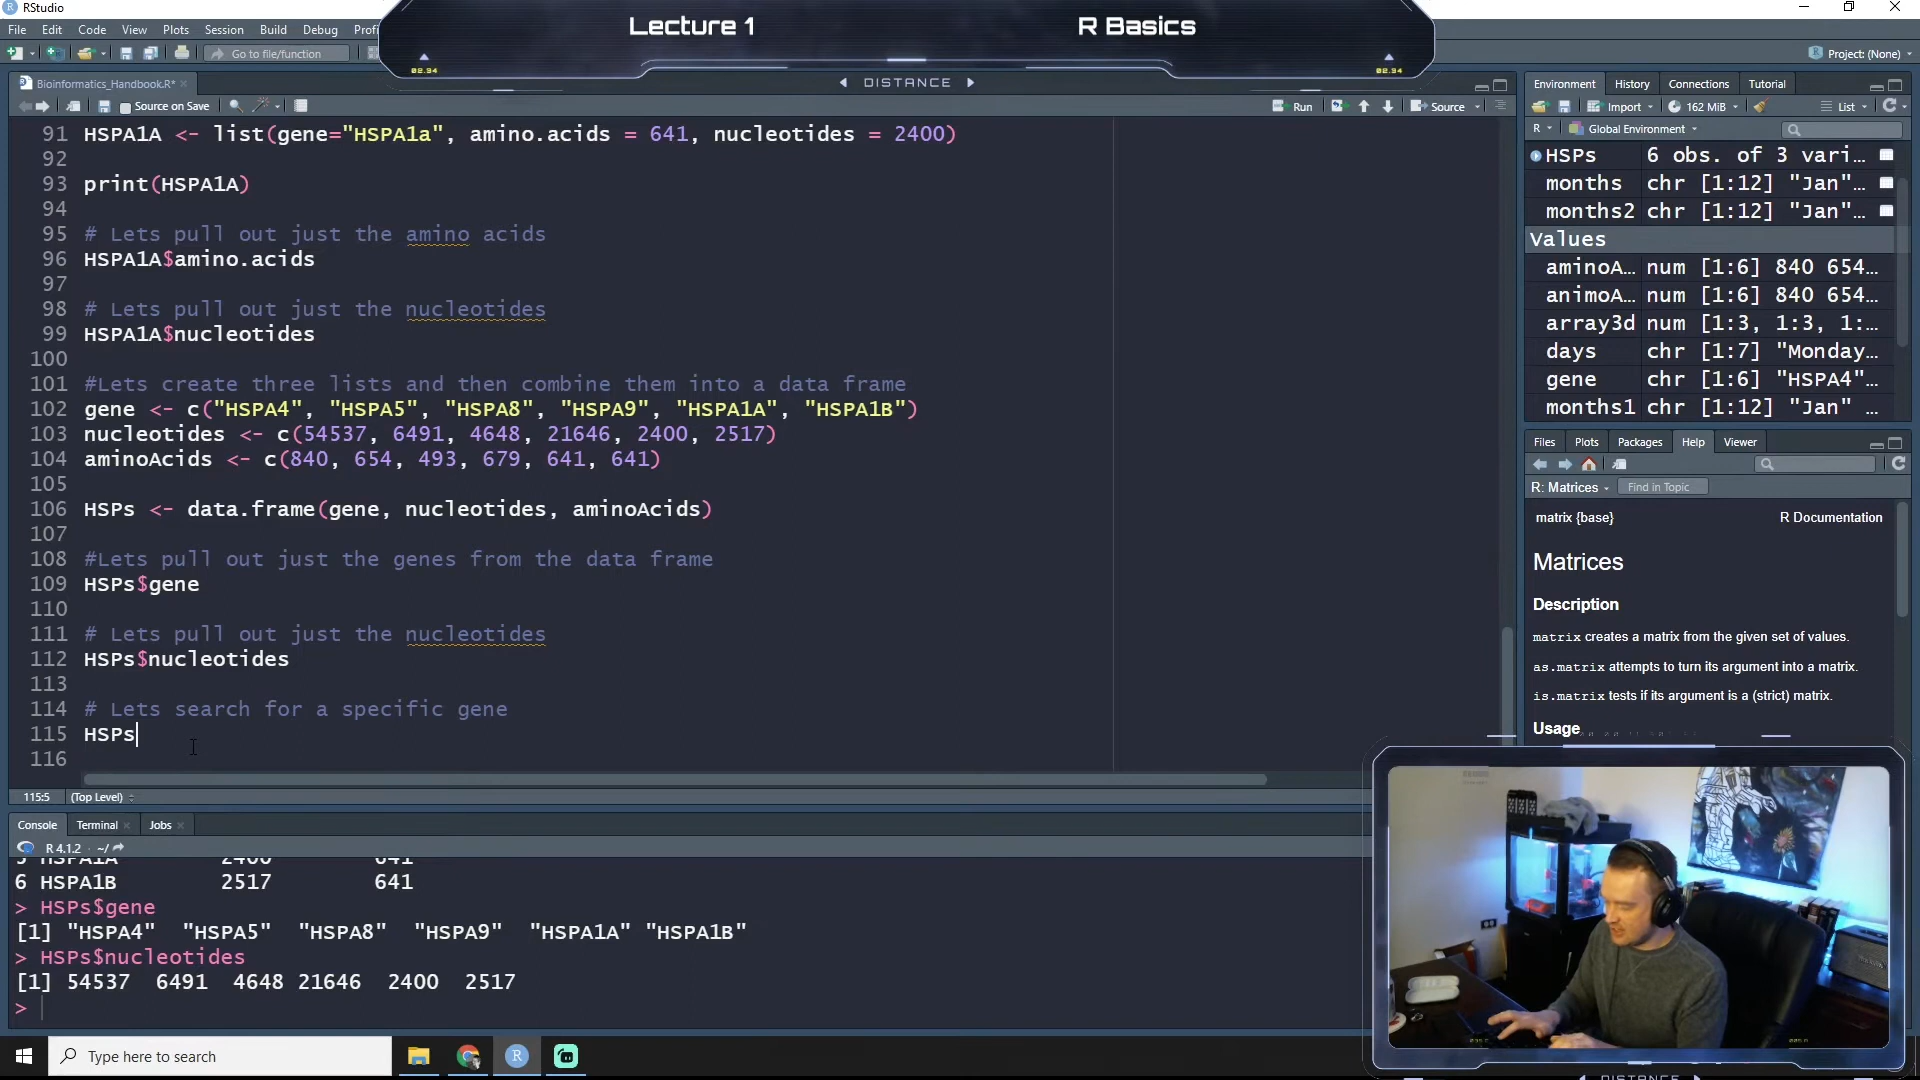 RStudio
File Edit Code View Plots Session Build Debug Profi
Lecture 1
R Basics
02.94
02.94
DISTANCE
Go to file/function
Project: (None)
Bioinformatics_Handbook.R*
Source on Save
Run
Source
91 HSPA1A <- list(gene="HSPA1a", amino.acids = 641, nucleotides = 2400)
92
93 print(HSPA1A)
94
95 # Lets pull out just the amino acids
96 HSPA1A$amino.acids
97
98 # Lets pull out just the nucleotides
99 HSPA1A$nucleotides
100
101 #Lets create three lists and then combine them into a data frame
102 gene <- c("HSPA4", "HSPA5", "HSPA8", "HSPA9", "HSPA1A", "HSPA1B")
103 nucleotides <- c(54537, 6491, 4648, 21646, 2400, 2517)
104 aminoAcids <- c(840, 654, 493, 679, 641, 641)
105
106 HSPs <- data.frame(gene, nucleotides, aminoAcids)
107
108 #Lets pull out just the genes from the data frame
109 HSPs$gene
110
111 # Lets pull out just the nucleotides
112 HSPs$nucleotides
113
114 # Lets search for a specific gene
115 HSPs
116
115:5 (Top Level)
Console Terminal Jobs
R 4.1.2 · ~/
5 HSPA1A 2400 641
6 HSPA1B 2517 641
> HSPs$gene
[1] "HSPA4" "HSPA5" "HSPA8" "HSPA9" "HSPA1A" "HSPA1B"
> HSPs$nucleotides
[1] 54537 6491 4648 21646 2400 2517
>
Environment History Connections Tutorial
Import 162 MiB List
R Global Environment
HSPs 6 obs. of 3 vari…
months chr [1:12] "Jan"…
months2 chr [1:12] "Jan"…
Values
aminoA… num [1:6] 840 654…
animoA… num [1:6] 840 654…
array3d num [1:3, 1:3, 1:…
days chr [1:7] "Monday…
gene chr [1:6] "HSPA4"…
months1 chr [1:12] "Jan" …
Files Plots Packages Help Viewer
R: Matrices Find in Topic
matrix {base} R Documentation
Matrices
Description
matrix creates a matrix from the given set of values.
as.matrix attempts to turn its argument into a matrix.
is.matrix tests if its argument is a (strict) matrix.
Usage
Type here to search
DISTANCE